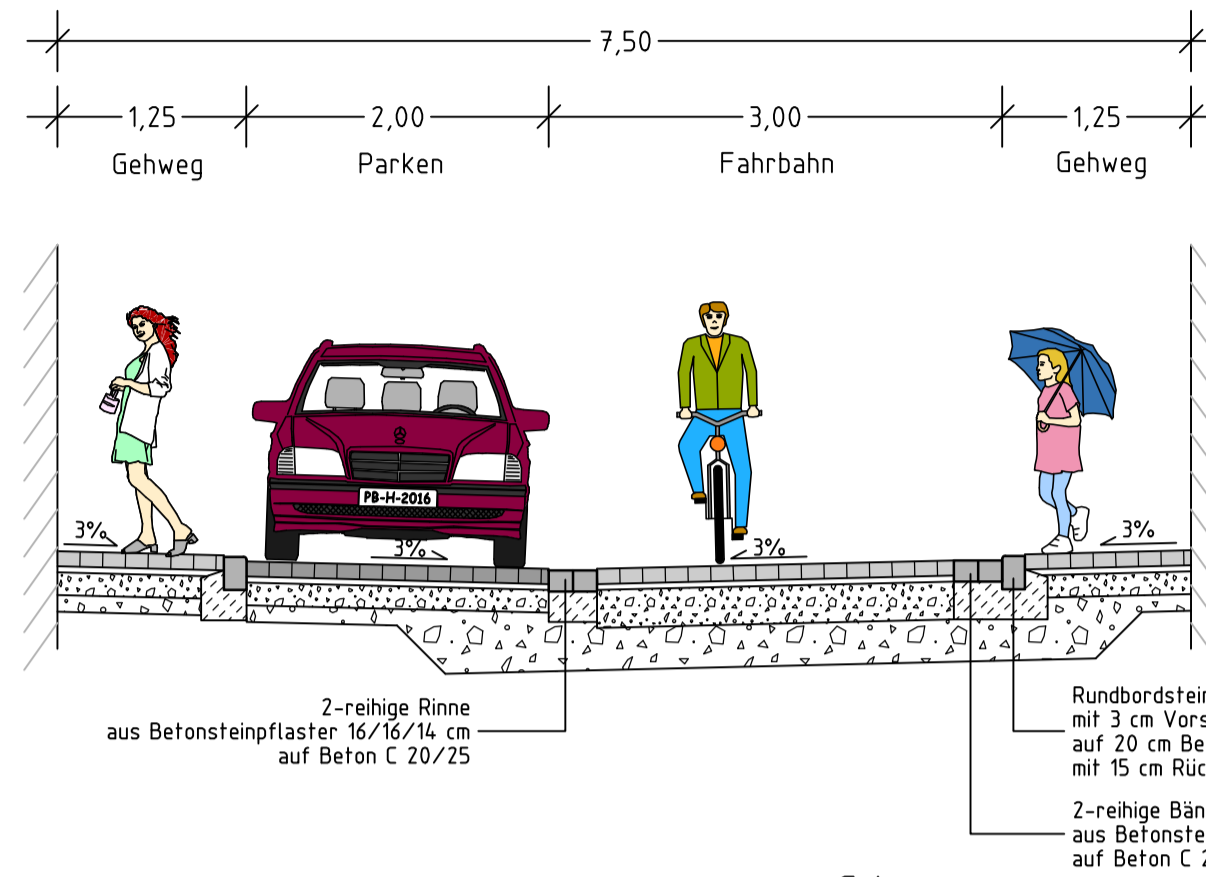 7,50
1,25
2,00
3,00
1,25
Gehweg
Parken
Fahrbahn
Gehweg
PB-H-2016
3%
3%
3%
3%
2-reihige Rinne
aus Betonsteinpflaster 16/16/14 cm
auf Beton C 20/25
Rundbordstein
mit 3 cm Vors
auf 20 cm Be
mit 15 cm Rüc
2-reihige Bän
aus Betonste
auf Beton C 2